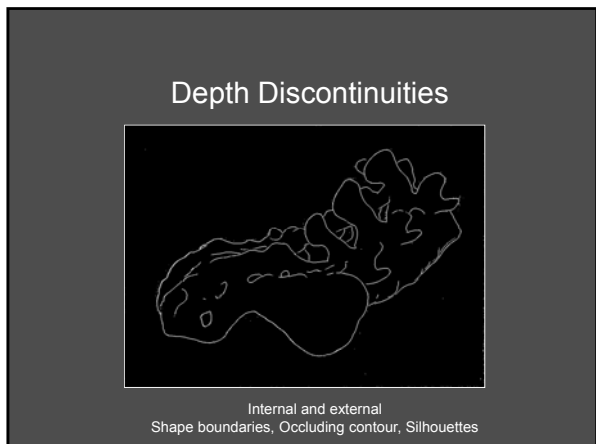 Depth Discontinuities
Internal and external
Shape boundaries, Occluding contour, Silhouettes